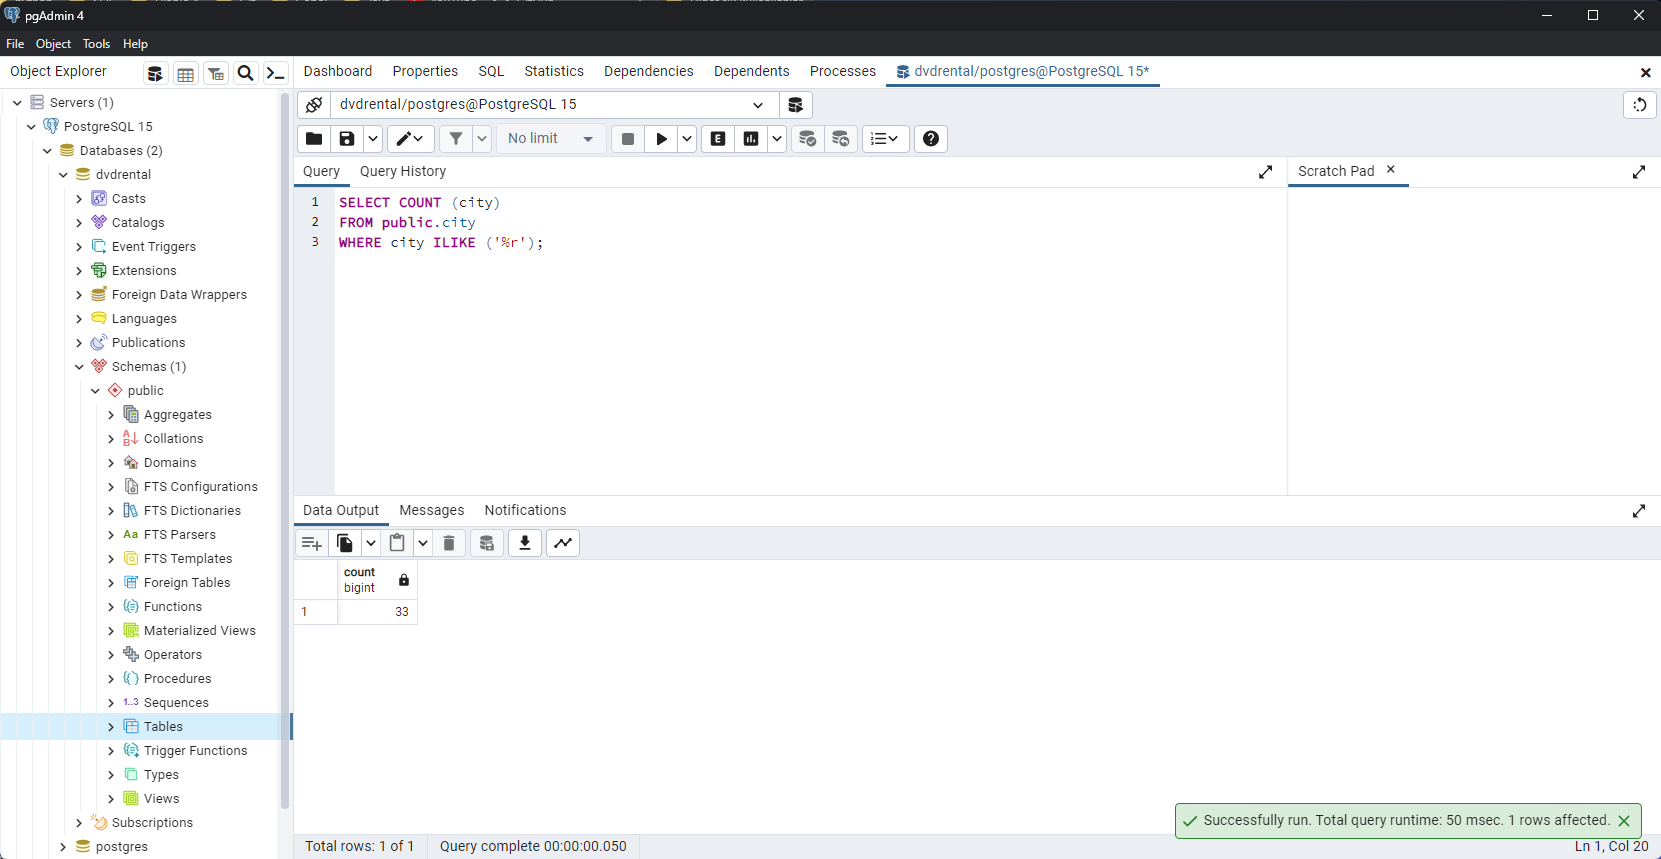 pgAdmin 4
File Object Tools Help
Object Explorer
Dashboard Properties SQL Statistics Dependencies Dependents Processes dvdrental/postgres@PostgreSQL 15*
Servers (1)
PostgreSQL 15
Databases (2)
dvdrental
Casts
Catalogs
Event Triggers
Extensions
Foreign Data Wrappers
Languages
Publications
Schemas (1)
public
Aggregates
Collations
Domains
FTS Configurations
FTS Dictionaries
Aa FTS Parsers
FTS Templates
Foreign Tables
Functions
Materialized Views
Operators
Procedures
1..3 Sequences
Tables
Trigger Functions
Types
Views
Subscriptions
postgres
dvdrental/postgres@PostgreSQL 15
No limit
E
Query Query History
Scratch Pad
1 SELECT COUNT (city)
2 FROM public.city
3 WHERE city ILIKE ('%r');
Data Output Messages Notifications
count
bigint
1 33
Successfully run. Total query runtime: 50 msec. 1 rows affected.
Total rows: 1 of 1 Query complete 00:00:00.050 Ln 1, Col 20